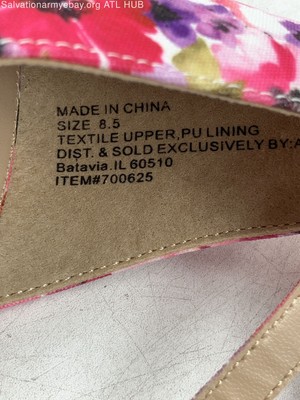 Salvationarmyebay.org ATL HUB
MADE IN CHINA
SIZE 8.5
TEXTILE UPPER,PU LINING
DIST. & SOLD EXCLUSIVELY BY:A
Batavia.IL 60510
ITEM#700625